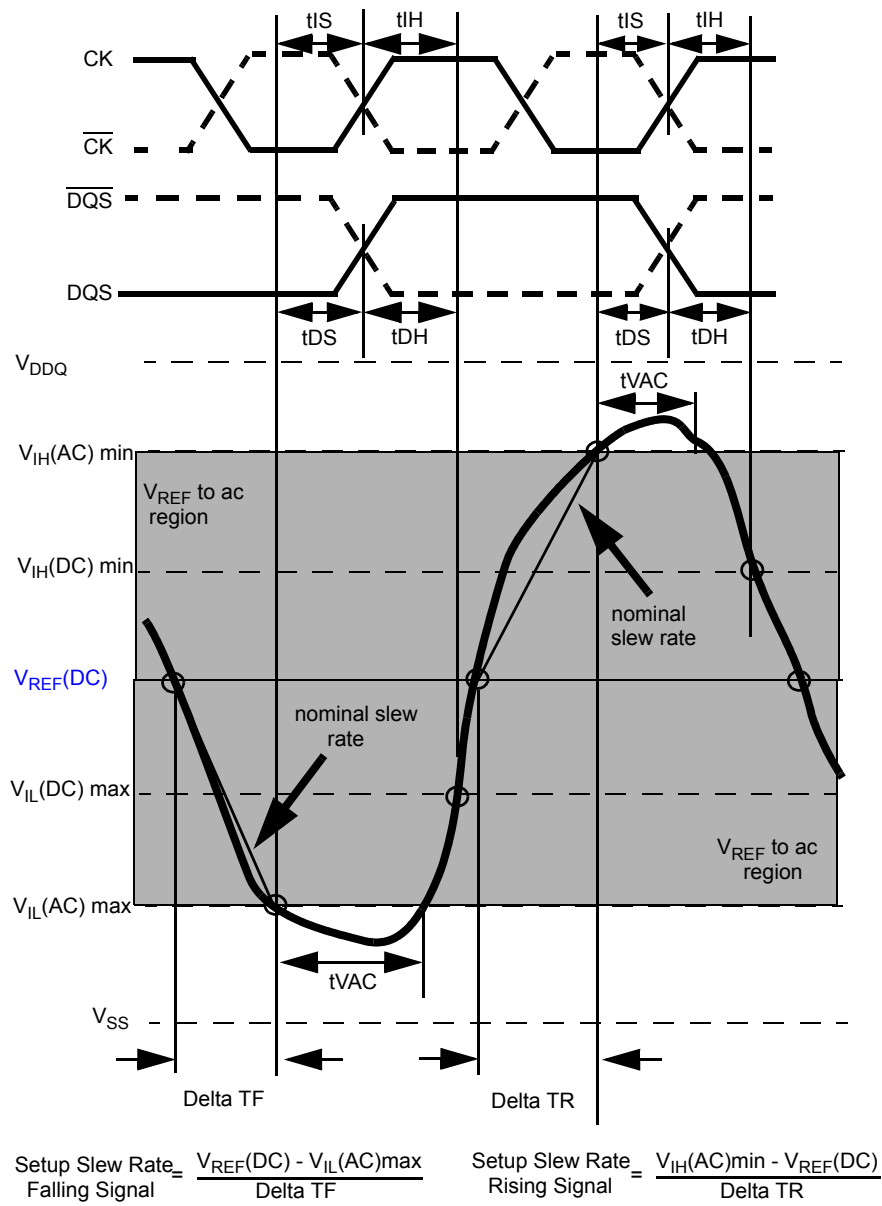 tIS tIH tIS tIH
CK
CK
DQS
DQS
tDS tDH tDS tDH
VDDQ
tVAC
VIH(AC) min
VREF to ac
region
VIH(DC) min
nominal
slew rate
VREF(DC)
nominal slew
rate
VIL(DC) max
VREF to ac
region
VIL(AC) max
tVAC
VSS
Delta TF Delta TR
Setup Slew Rate
Falling Signal
=
VREF(DC) - VIL(AC)max
Delta TF
Setup Slew Rate
Rising Signal
=
VIH(AC)min - VREF(DC)
Delta TR